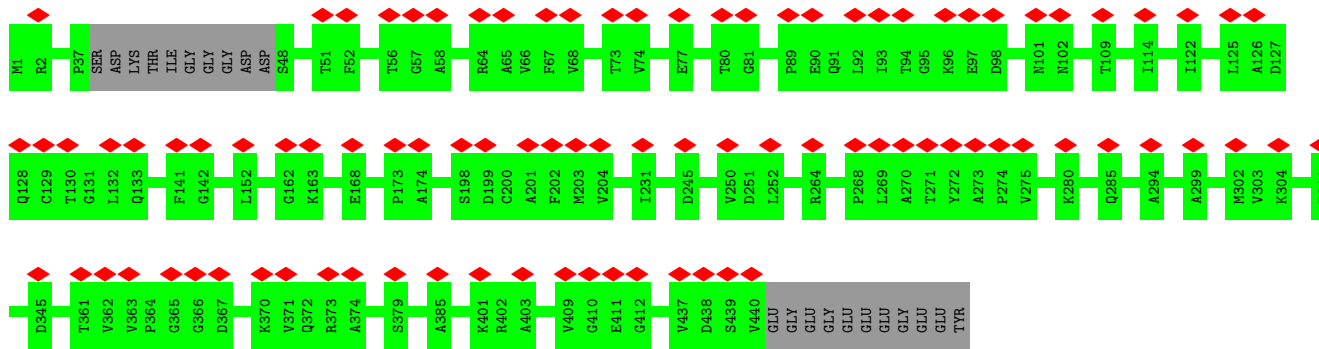 M1 R2 P37 SER ASP LYS THR ILE GLY GLY GLY ASP ASP S48 T51 F52 T56 G57 A58 R64 A65 V66 F67 V68 T73 V74 E77 T80 G81 P89 E90 Q91 L92 I93 T94 G95 K96 E97 D98 N101 N102 T109 I114 I122 L125 A126 D127
Q128 C129 T130 G131 L132 Q133 F141 G142 L152 G162 K163 E168 P173 A174 S198 D199 C200 A201 F202 M203 V204 I231 D245 V250 D251 L252 R264 P268 L269 A270 T271 Y272 A273 P274 V275 K280 Q285 A294 A299 M302 V303 K304
D345 T361 V362 V363 P364 G365 G366 D367 K370 V371 Q372 R373 A374 S379 A385 K401 R402 A403 V409 G410 E411 G412 V437 D438 S439 V440 GLU GLY GLU GLY GLU GLU GLU GLY GLU GLU TYR